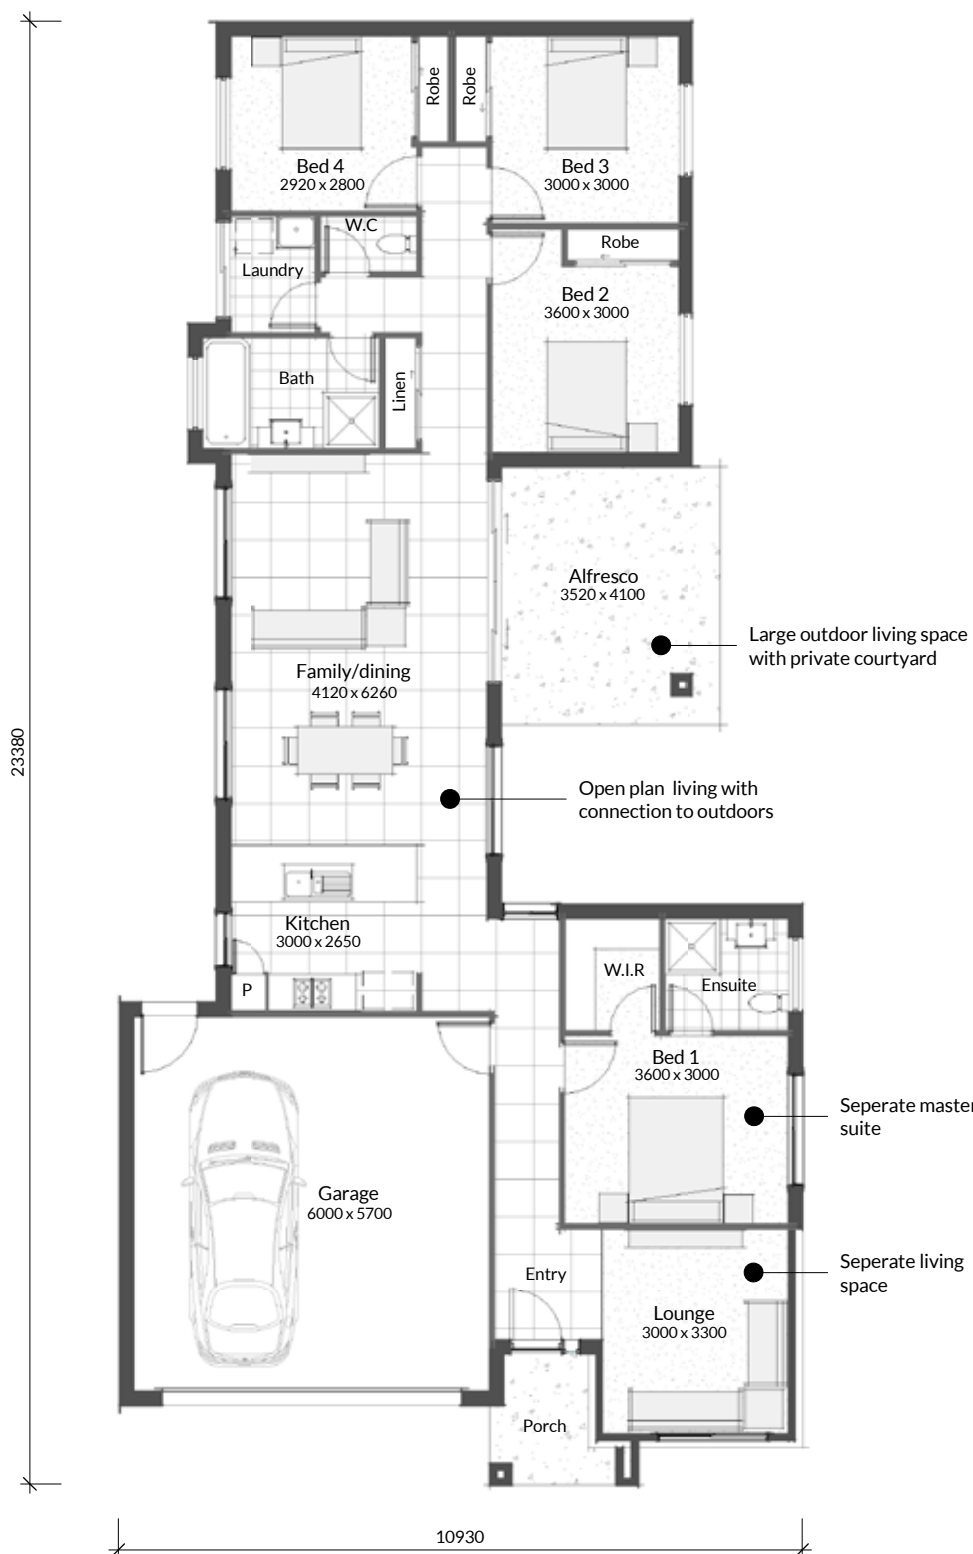 Robe
Robe
Bed 4
2920 x 2800
Bed 3
3000 x 3000
W.C
Robe
Laundry
Bed 2
3600 x 3000
Bath
Linen
Alfresco
3520 x 4100
Large outdoor living space
with private courtyard
Family/dining
4120 x 6260
23380
Open plan living with
connection to outdoors
Kitchen
3000 x 2650
P
W.I.R
Ensuite
Bed 1
3600 x 3000
Seperate master
suite
Garage
6000 x 5700
Entry
Seperate living
space
Lounge
3000 x 3300
Porch
10930